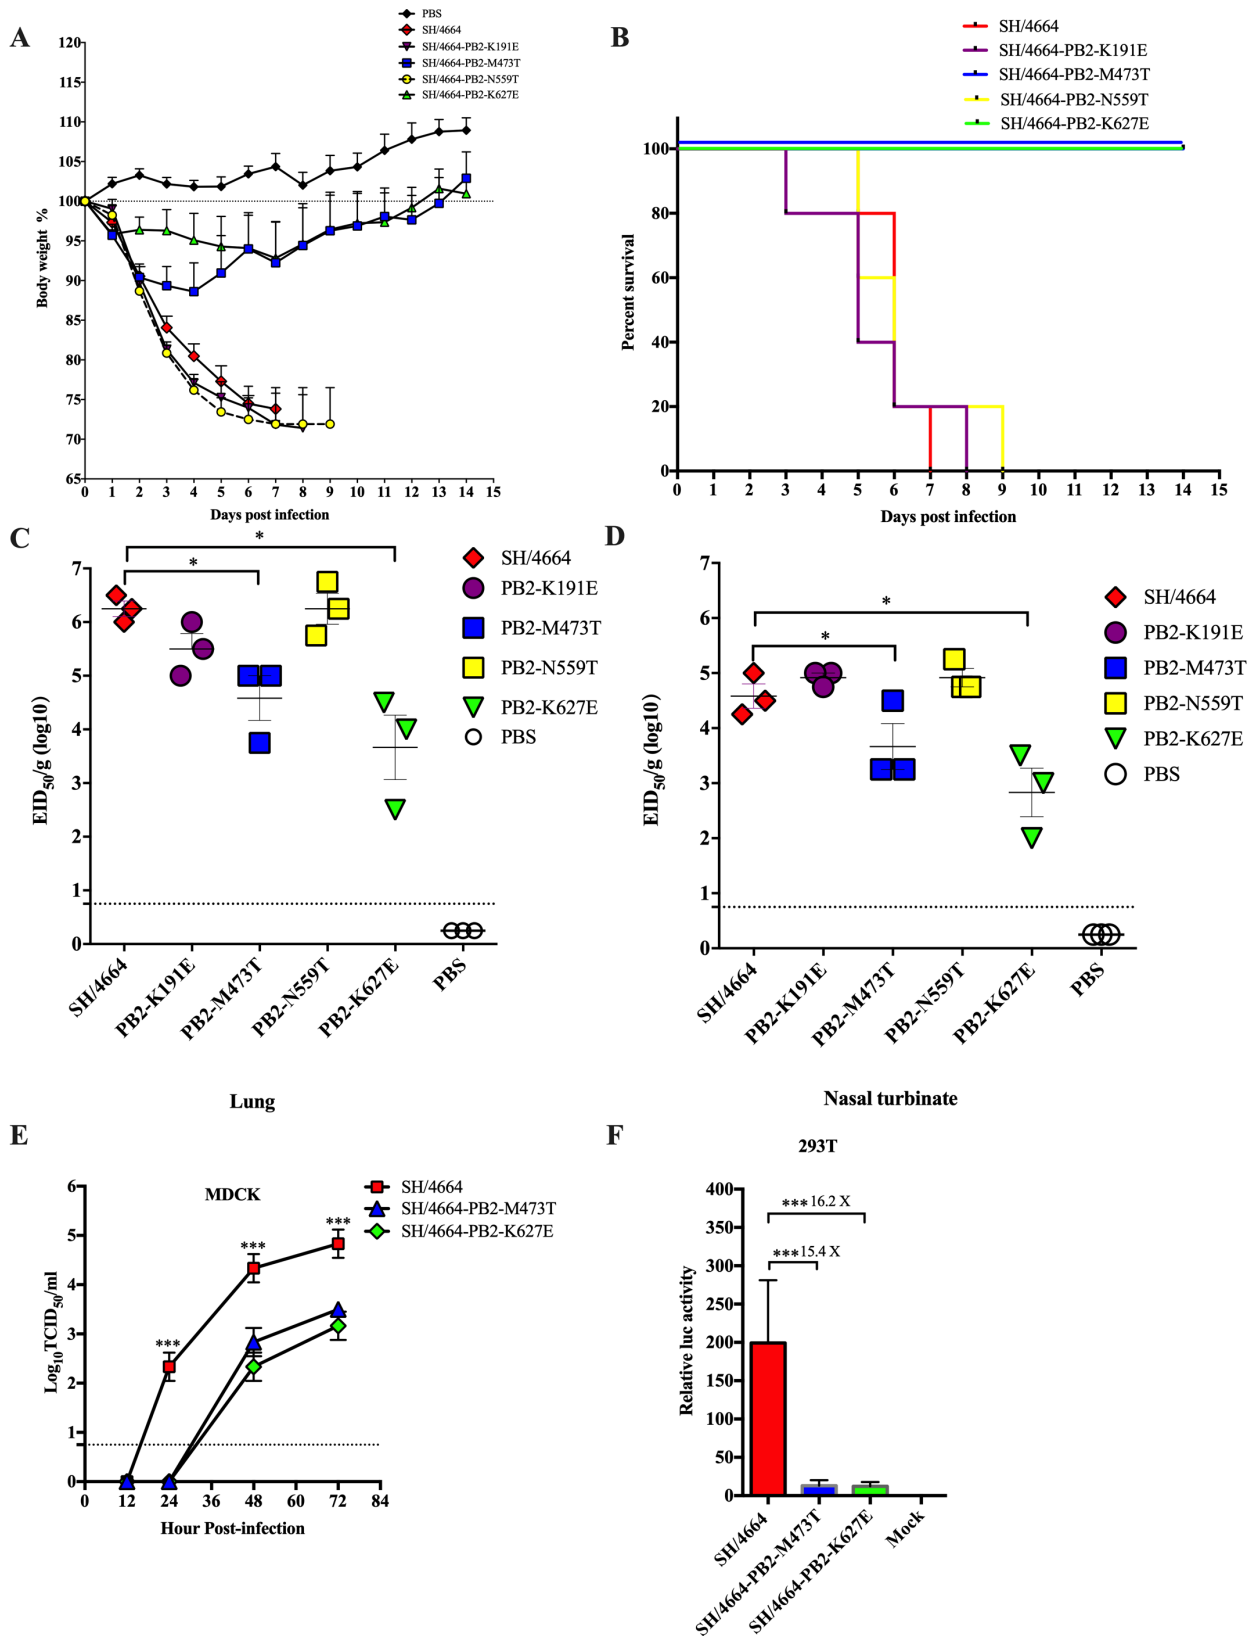 A
PBS
SH/4664
SH/4664-PB2-K191E
SH/4664-PB2-M473T
SH/4664-PB2-N559T
SH/4664-PB2-K627E
120
115
110
105
100
95
90
85
80
75
70
65
Body weight %
0 1 2 3 4 5 6 7 8 9 10 11 12 13 14 15
Days post infection
B
SH/4664
SH/4664-PB2-K191E
SH/4664-PB2-M473T
SH/4664-PB2-N559T
SH/4664-PB2-K627E
100
80
60
40
20
0
Percent survival
0 1 2 3 4 5 6 7 8 9 10 11 12 13 14 15
Days post infection
C
*
*
SH/4664
PB2-K191E
PB2-M473T
PB2-N559T
PB2-K627E
PBS
7
6
5
4
3
2
1
0
EID50/g (log10)
SH/4664
PB2-K191E
PB2-M473T
PB2-N559T
PB2-K627E
PBS
Lung
D
*
*
SH/4664
PB2-K191E
PB2-M473T
PB2-N559T
PB2-K627E
PBS
7
6
5
4
3
2
1
0
EID50/g (log10)
SH/4664
PB2-K191E
PB2-M473T
PB2-N559T
PB2-K627E
PBS
Nasal turbinate
E
MDCK
SH/4664
SH/4664-PB2-M473T
SH/4664-PB2-K627E
***
***
***
6
5
4
3
2
1
0
Log10TCID50/ml
0 12 24 36 48 60 72 84
Hour Post-infection
F
293T
***16.2 X
***15.4 X
400
350
300
250
200
150
100
50
0
Relative luc activity
SH/4664
SH/4664-PB2-M473T
SH/4664-PB2-K627E
Mock